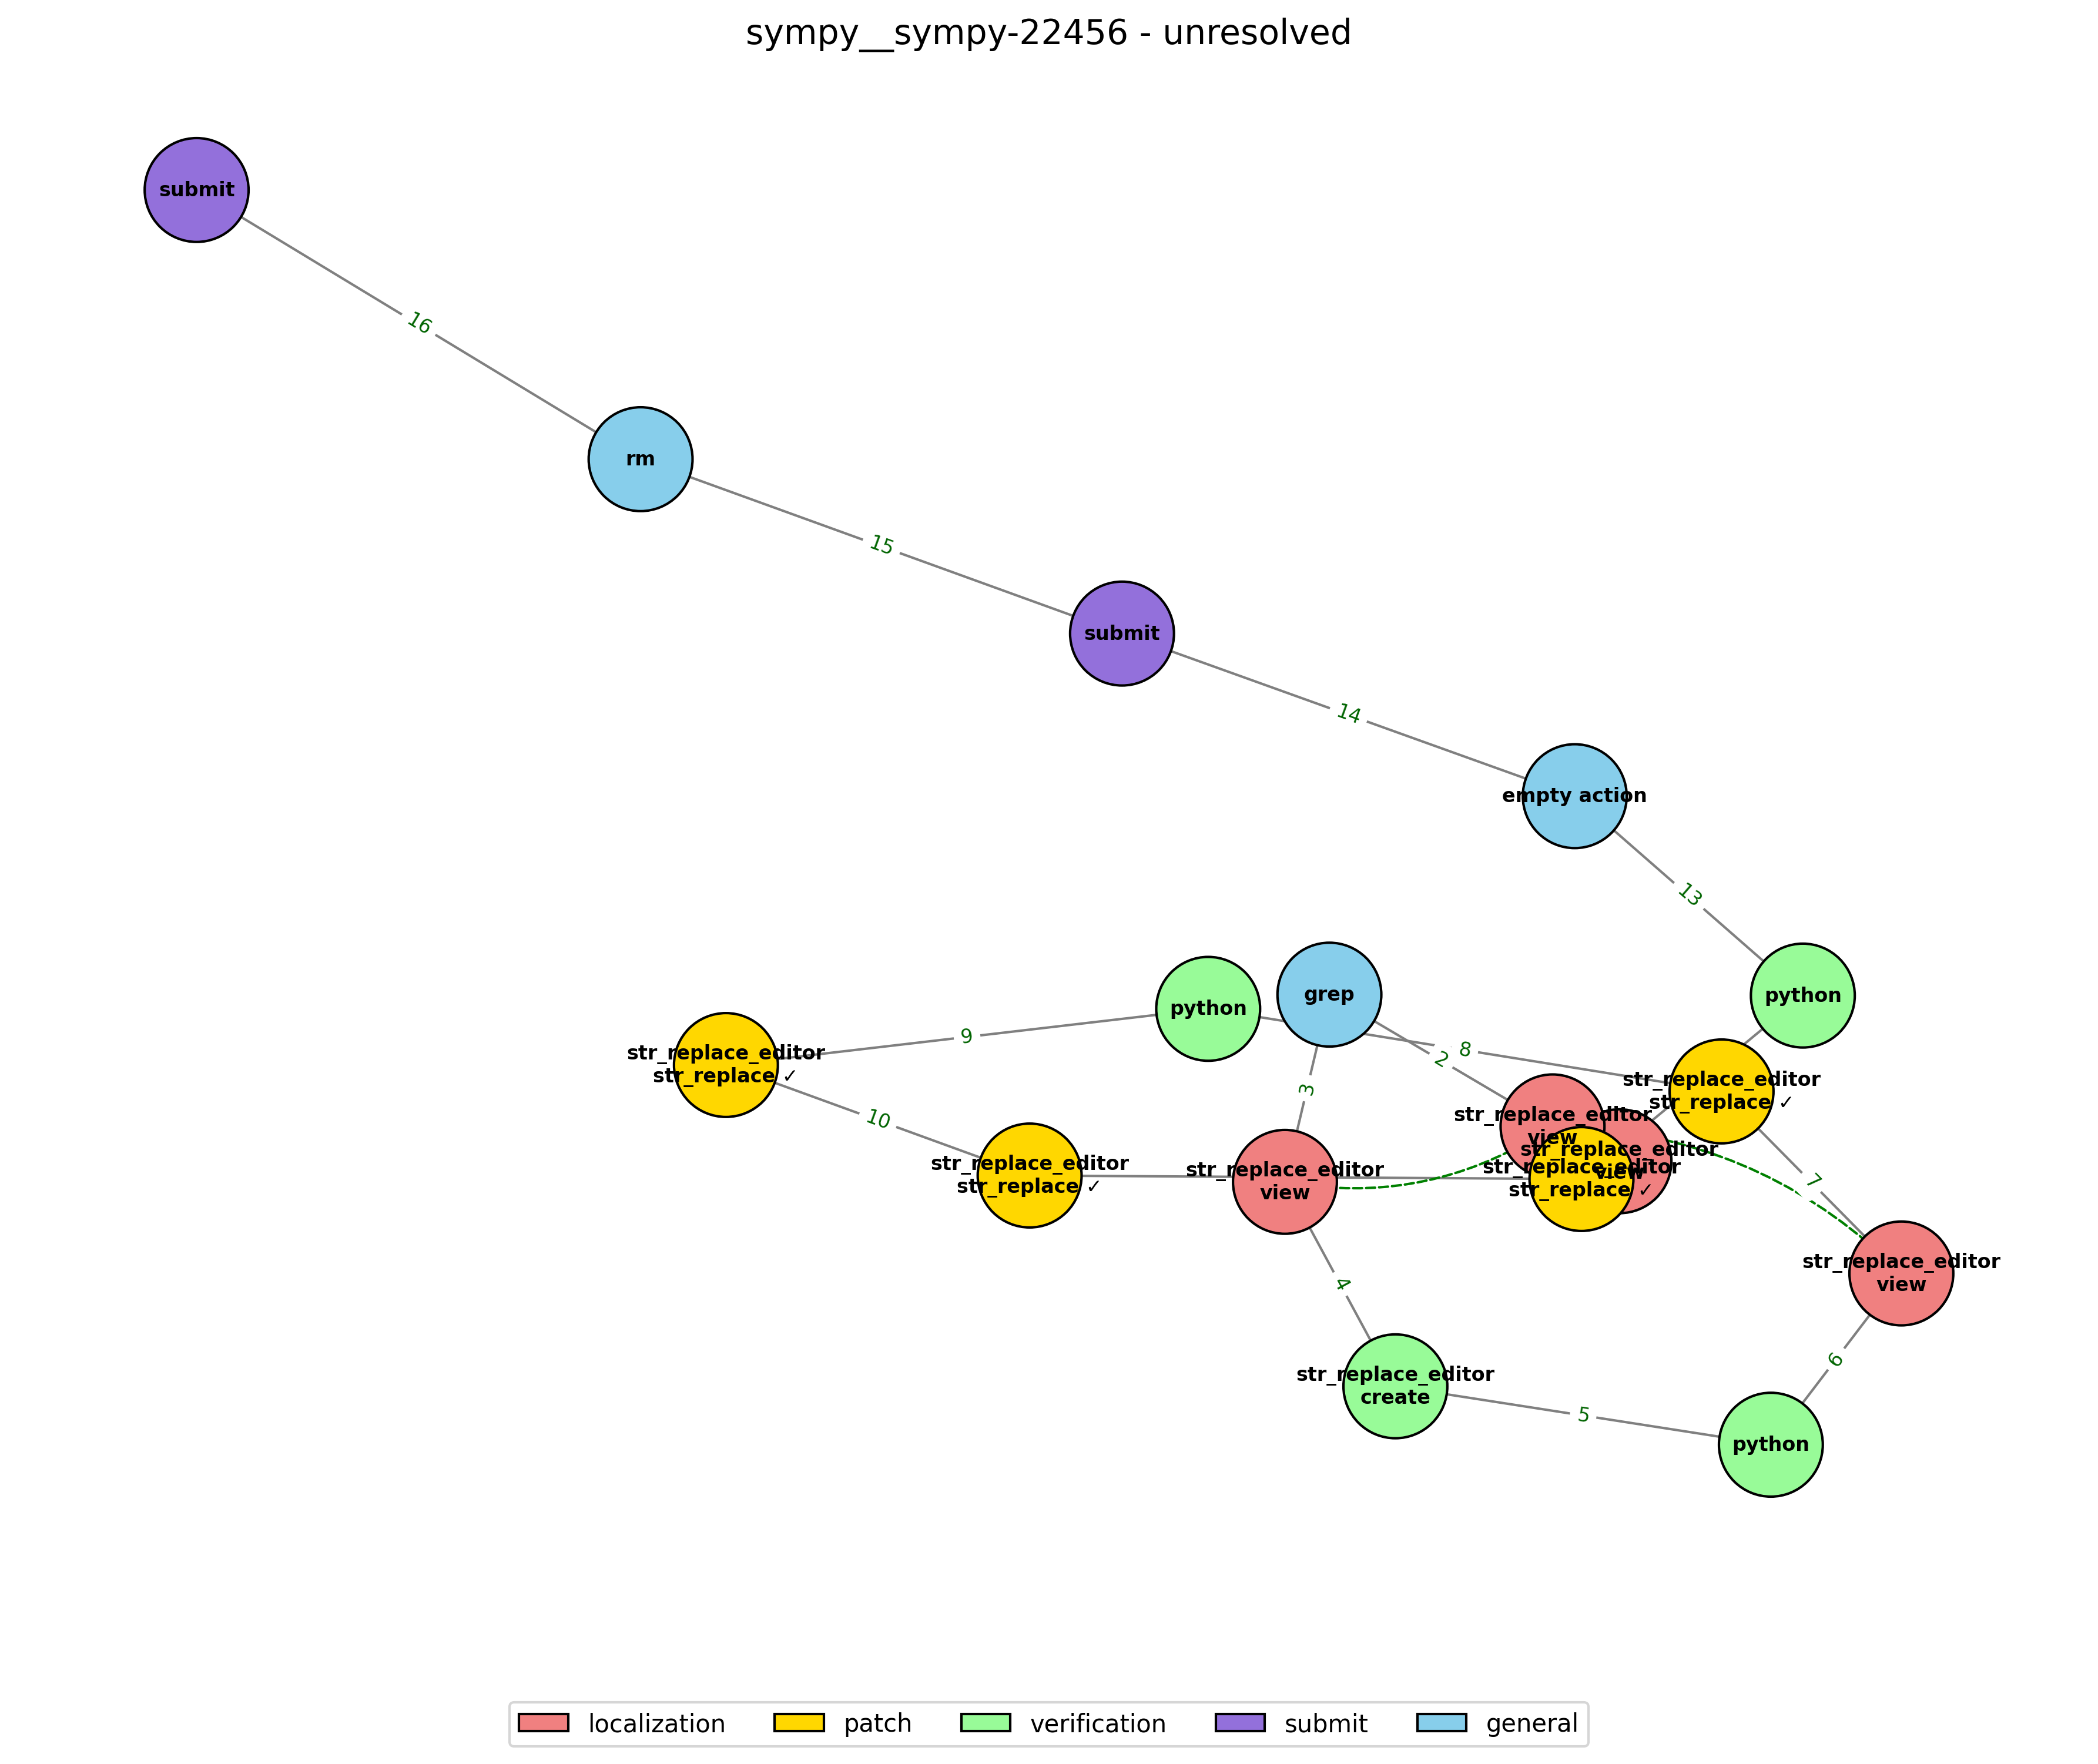 sympy__sympy-22456 - unresolved
submit
16
rm
15
submit
14
empty action
13
python
grep
python
9
8
2
str_replace_editor
str_replace ✓
str_replace_editor
str_replace ✓
3
10
str_replace_editor
view
str_replace_editor
view
str_replace_editor
str_replace ✓
str_replace_editor
str_replace ✓
str_replace_editor
view
7
str_replace_editor
view
4
6
str_replace_editor
create
5
python
localization
patch
verification
submit
general